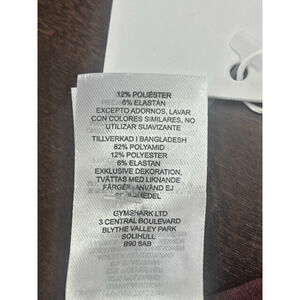 12% POLIÉSTER
6% ELASTÁN
EXCEPTO ADORNOS, LAVAR
CON COLORES SIMILARES, NO
UTILIZAR SUAVIZANTE
TILLVERKAD I BANGLADESH
82% POLYAMID
12% POLYESTER
6% ELASTAN
EXKLUSIVE DEKORATION,
TVÄTTAS MED LIKNANDE
FÄRGER ANVÄND EJ
GYMSHARK LTD
3 CENTRAL BOULEVARD
BLYTHE VALLEY PARK
SOLIHULL
B90 8AB